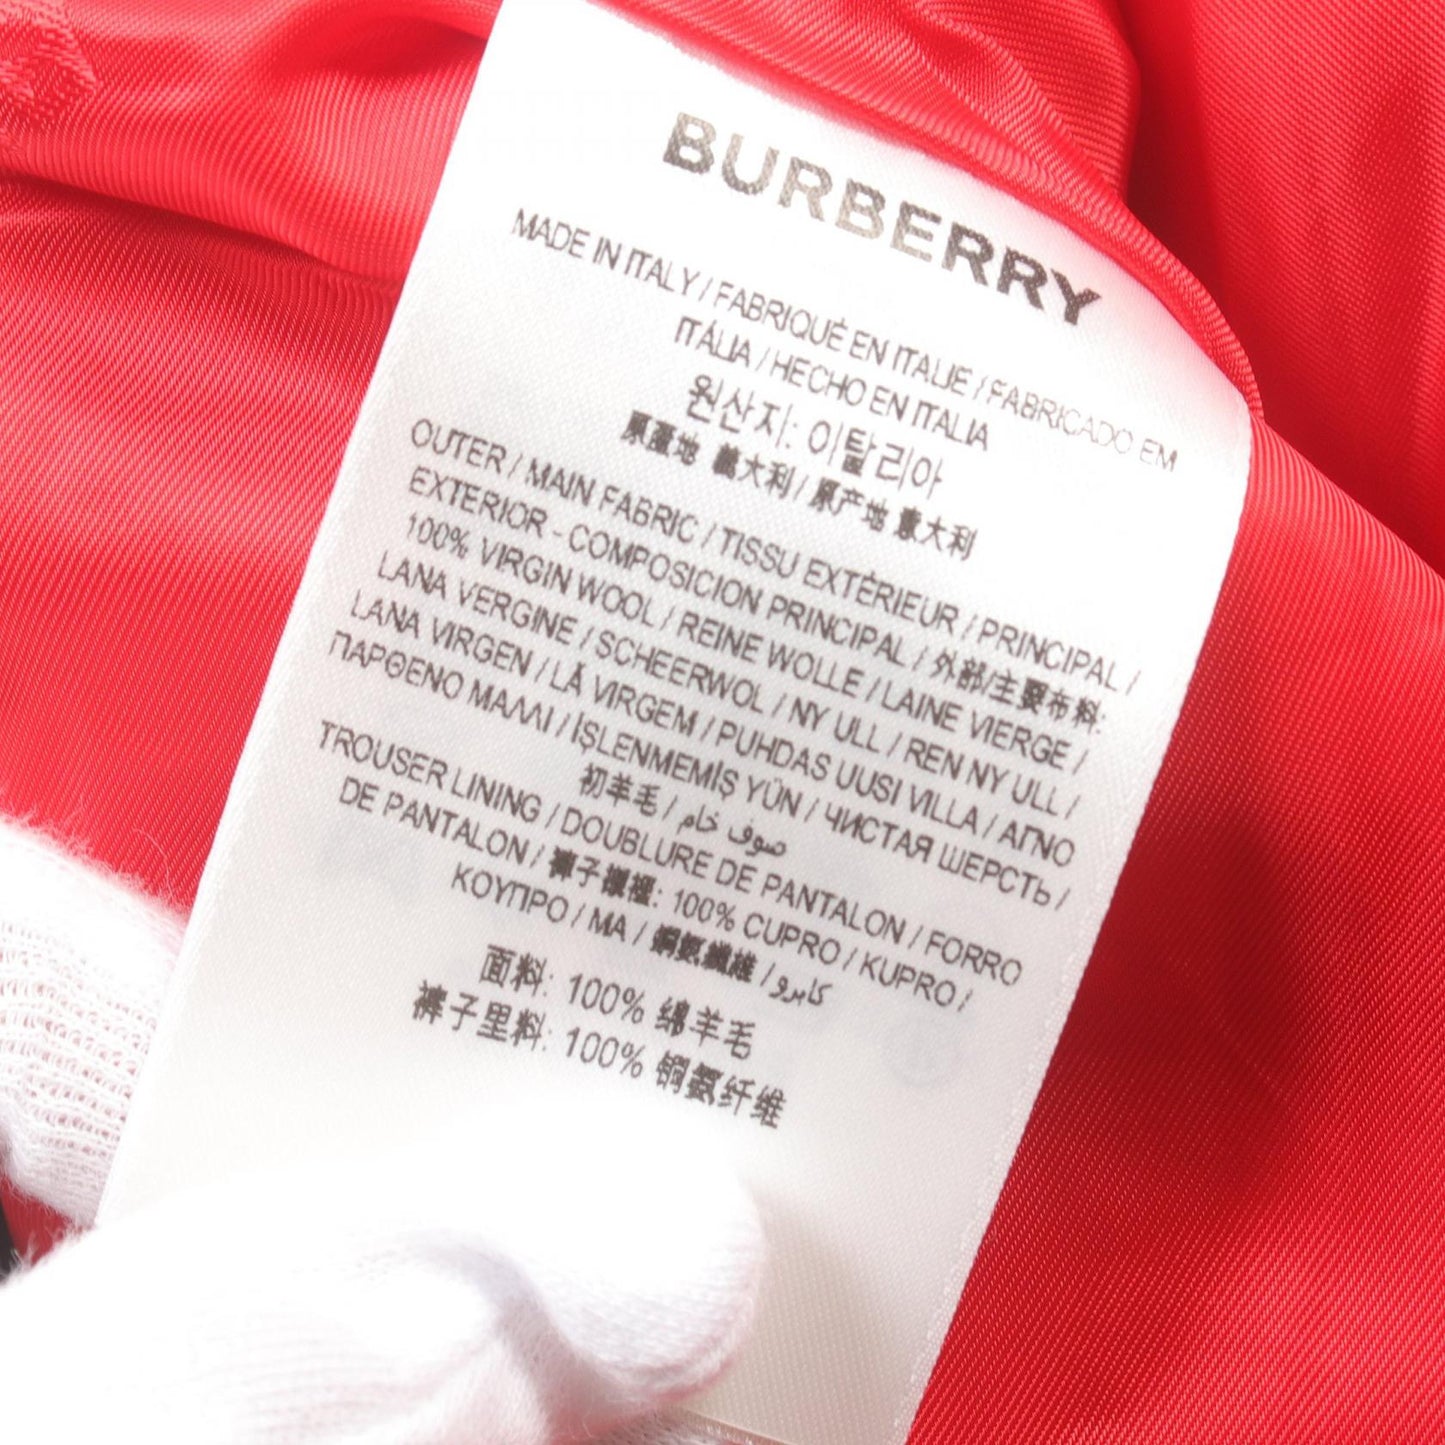 BURBERRY
MADE IN ITALY / FABRIQUÉ EN ITALIE / FABRICADO EM
ITÁLIA / HECHO EN ITALIA
원산지: 이탈리아
原產地 義大利 / 原产地 意大利
OUTER / MAIN FABRIC / TISSU EXTÉRIEUR / PRINCIPAL /
EXTERIOR - COMPOSICION PRINCIPAL / 外部/主要布料:
100% VIRGIN WOOL / REINE WOLLE / LAINE VIERGE /
LANA VERGINE / SCHEERWOL / NY ULL / REN NY ULL /
LANA VIRGEN / LÃ VIRGEM / PUHDAS UUSI VILLA / ΑΓΝΟ
ΠΑΡΘΕΝΟ ΜΑΛΛΙ / İŞLENMEMİŞ YÜN / ЧИСТАЯ ШЕРСТЬ /
初羊毛 / صوف خام
TROUSER LINING / DOUBLURE DE PANTALON / FORRO
DE PANTALON / 褲子襯裡: 100% CUPRO / KUPRO /
ΚΟΥΠΡΟ / МА / 銅氨纖維 / كابرو
面料: 100% 绵羊毛
褲子里料: 100% 铜氨纤维